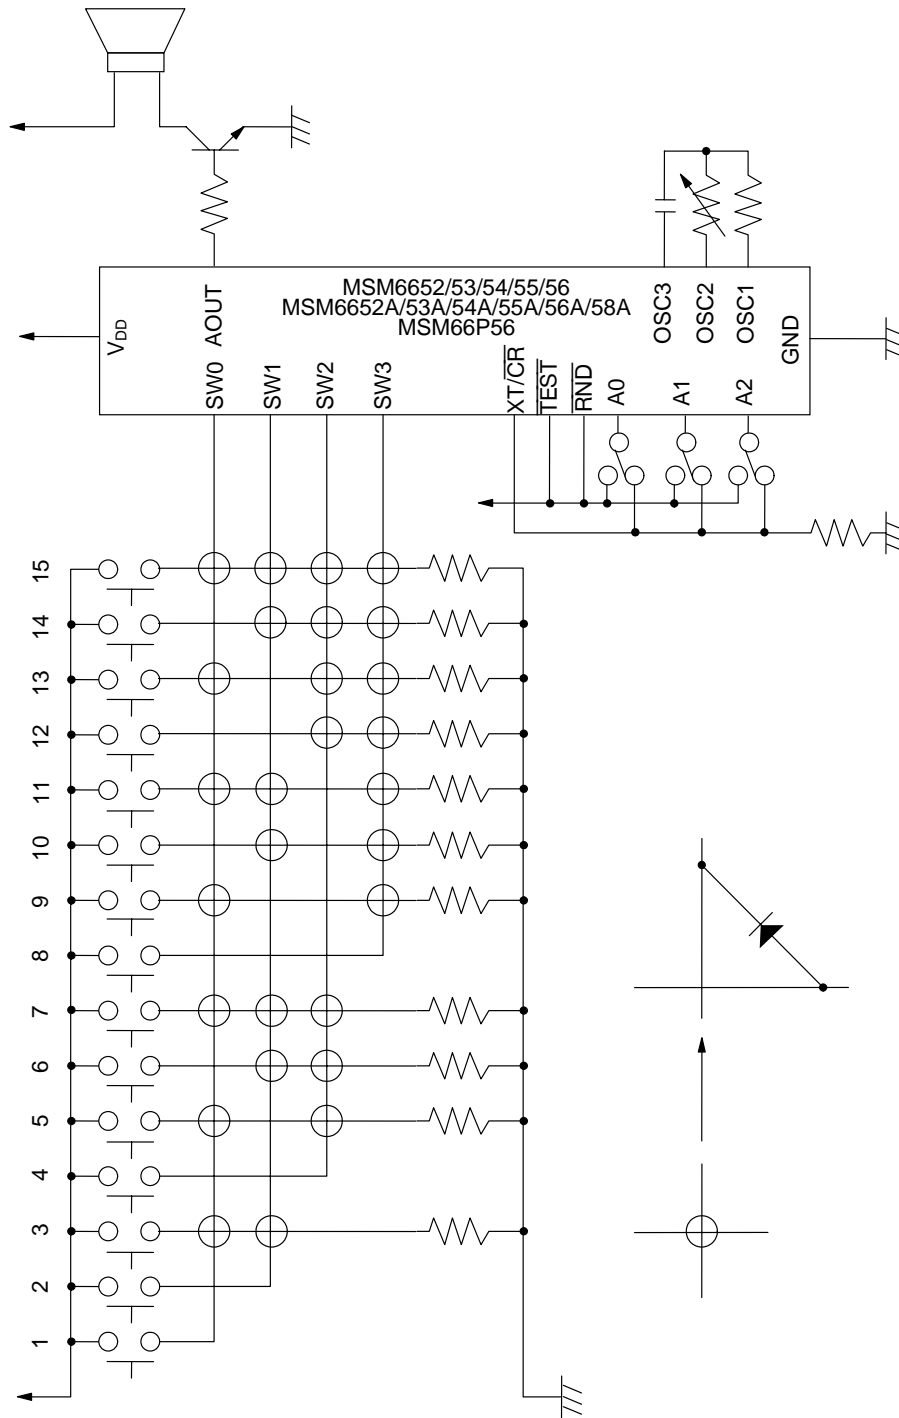 MSM6652/53/54/55/56
MSM6652A/53A/54A/55A/56A/58A
MSM66P56
VDD
AOUT
OSC3
OSC2
OSC1
GND
SW0
SW1
SW2
SW3
XT/CR
TEST
RND
A0
A1
A2
15
14
13
12
11
10
9
8
7
6
5
4
3
2
1